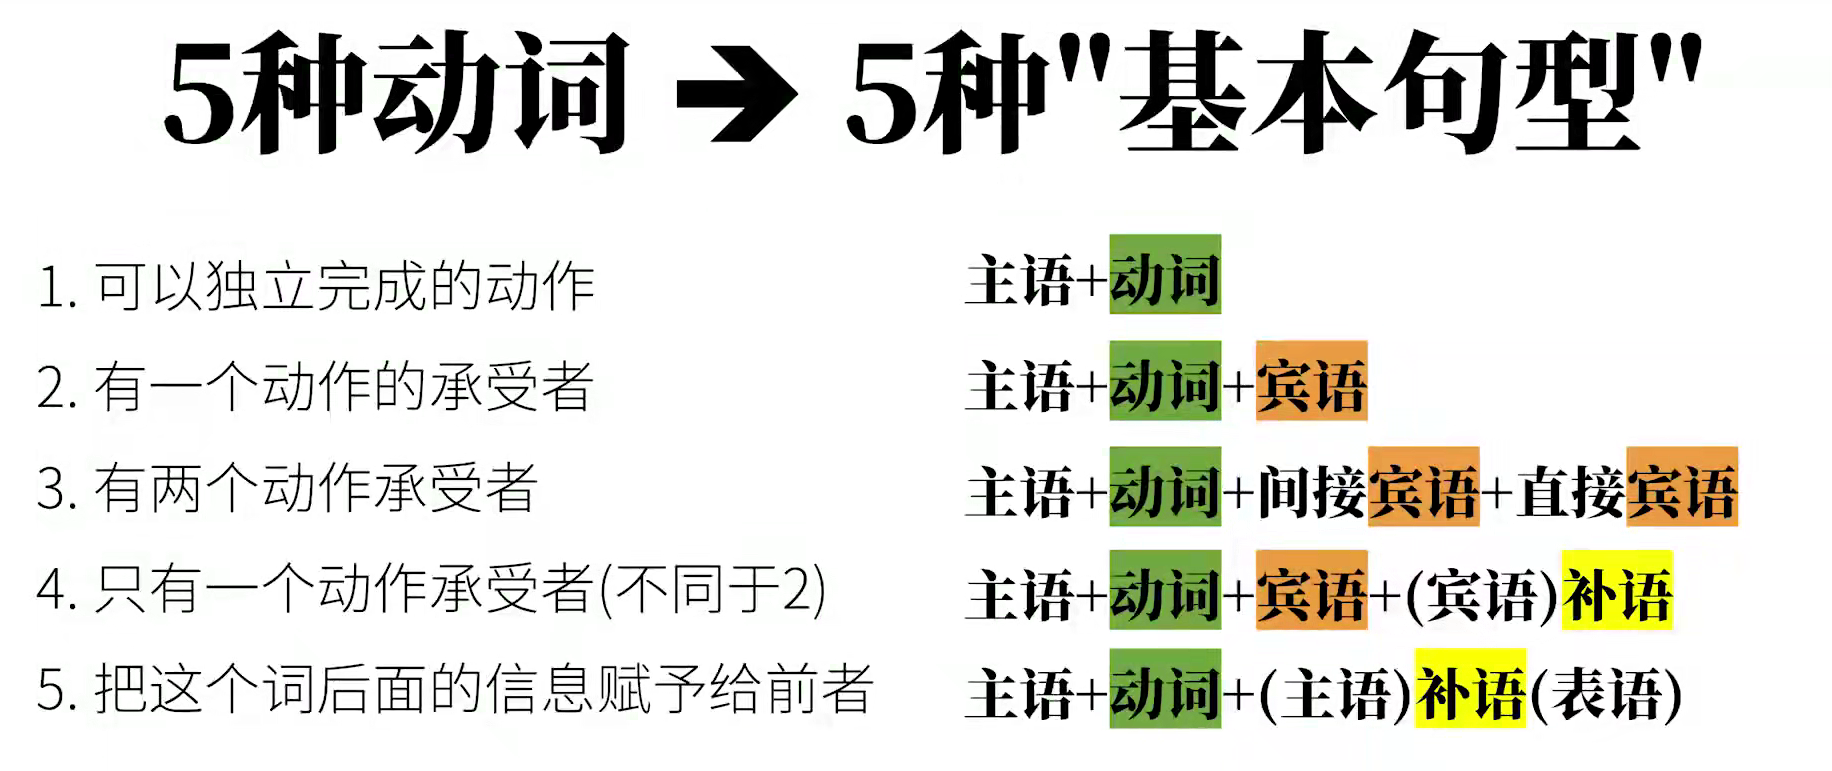 5种动词 → 5种"基本句型"
1. 可以独立完成的动作 主语+动词
2. 有一个动作的承受者 主语+动词+宾语
3. 有两个动作承受者 主语+动词+间接宾语+直接宾语
4. 只有一个动作承受者(不同于2) 主语+动词+宾语+(宾语)补语
5. 把这个词后面的信息赋予给前者 主语+动词+(主语)补语(表语)